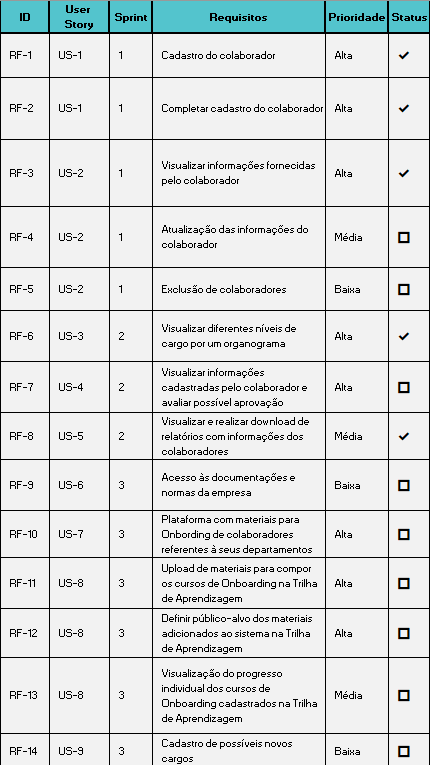 ID User Story Sprint Requisitos Prioridade Status
RF-1 US-1 1 Cadastro do colaborador Alta ✓
RF-2 US-1 1 Completar cadastro do colaborador Alta ✓
RF-3 US-2 1 Visualizar informações fornecidas
pelo colaborador Alta ✓
RF-4 US-2 1 Atualização das informações do
colaborador Média ☐
RF-5 US-2 1 Exclusão de colaboradores Baixa ☐
RF-6 US-3 2 Visualizar diferentes níveis de
cargo por um organograma Alta ✓
RF-7 US-4 2 Visualizar informações
cadastradas pelo colaborador e
avaliar possível aprovação Alta ☐
RF-8 US-5 2 Visualizar e realizar download de
relatórios com informações dos
colaboradores Média ✓
RF-9 US-6 3 Acesso às documentações e
normas da empresa Baixa ☐
RF-10 US-7 3 Plataforma com materiais para
Onbording de colaboradores
referentes à seus departamentos Alta ☐
RF-11 US-8 3 Upload de materiais para compor
os cursos de Onboarding na Trilha
de Aprendizagem Alta ☐
RF-12 US-8 3 Definir público-alvo dos materiais
adicionados ao sistema na Trilha
de Aprendizagem Alta ☐
RF-13 US-8 3 Visualização do progresso
individual dos cursos de
Onboarding cadastrados na Trilha
de Aprendizagem Média ☐
RF-14 US-9 3 Cadastro de possíveis novos
cargos Baixa ☐